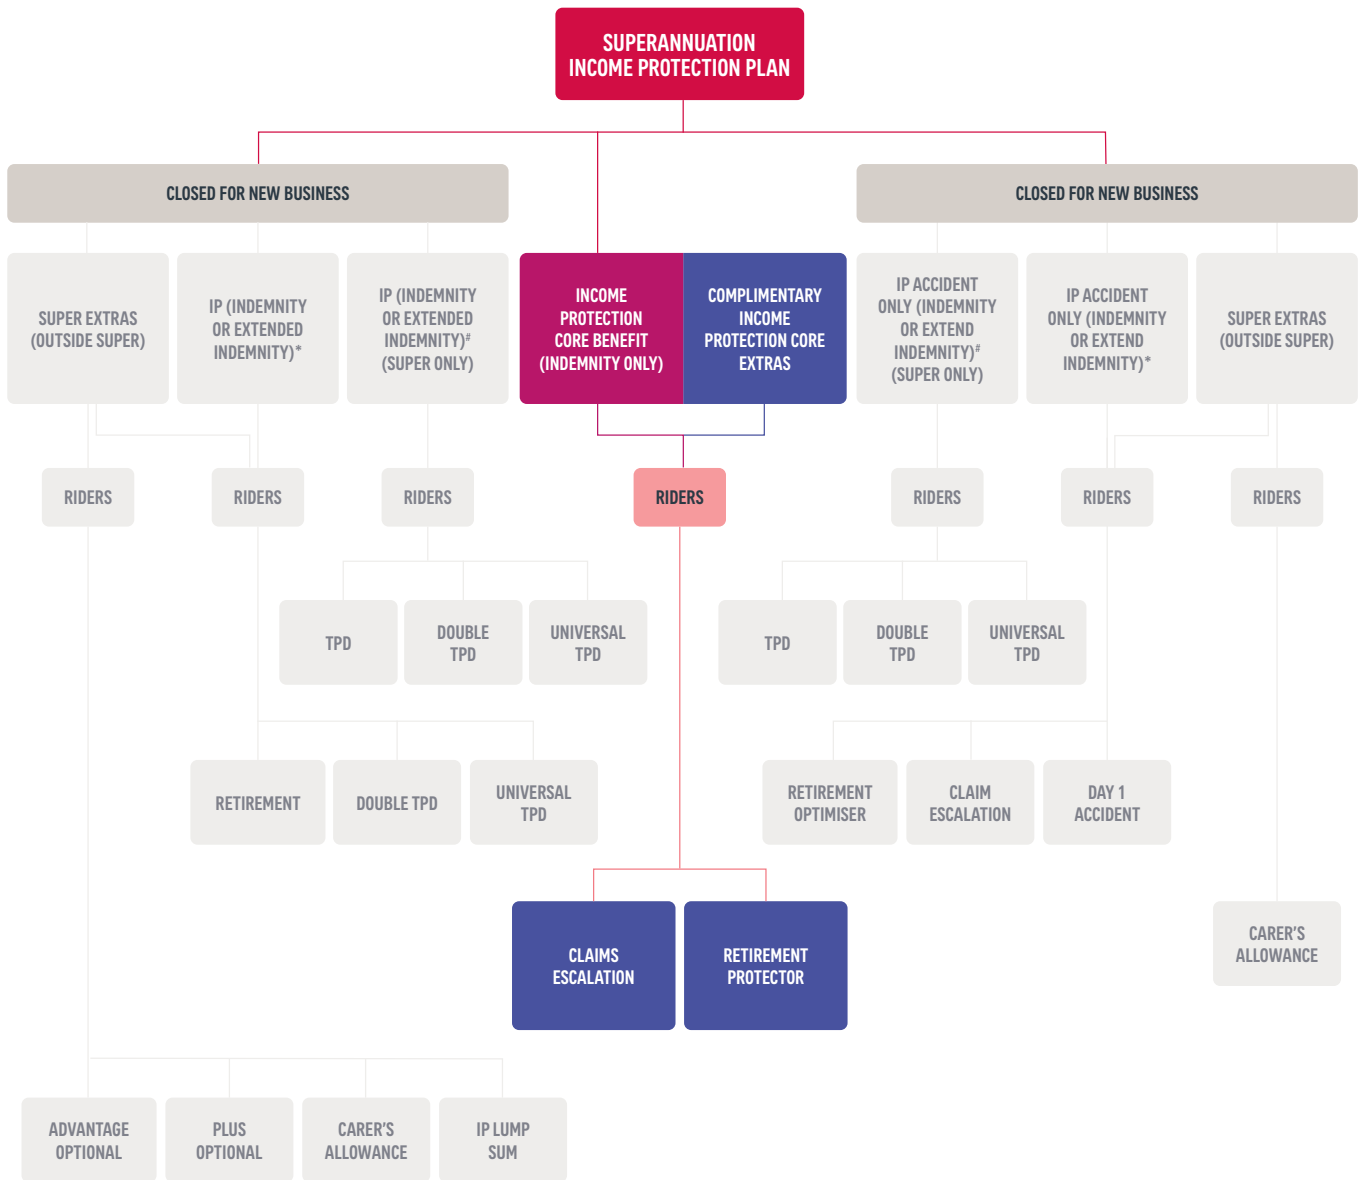 SUPERANNUATION
INCOME PROTECTION PLAN
CLOSED FOR NEW BUSINESS
CLOSED FOR NEW BUSINESS
SUPER EXTRAS
(OUTSIDE SUPER)
IP (INDEMNITY
OR EXTENDED
INDEMNITY)*
IP (INDEMNITY
OR EXTENDED
INDEMNITY)#
(SUPER ONLY)
INCOME
PROTECTION
CORE BENEFIT
(INDEMNITY ONLY)
COMPLIMENTARY
INCOME
PROTECTION CORE
EXTRAS
IP ACCIDENT
ONLY (INDEMNITY
OR EXTEND
INDEMNITY)#
(SUPER ONLY)
IP ACCIDENT
ONLY (INDEMNITY
OR EXTEND
INDEMNITY)*
SUPER EXTRAS
(OUTSIDE SUPER)
RIDERS
RIDERS
RIDERS
RIDERS
RIDERS
RIDERS
RIDERS
TPD
DOUBLE
TPD
UNIVERSAL
TPD
TPD
DOUBLE
TPD
UNIVERSAL
TPD
RETIREMENT
DOUBLE TPD
UNIVERSAL
TPD
RETIREMENT
OPTIMISER
CLAIM
ESCALATION
DAY 1
ACCIDENT
CLAIMS
ESCALATION
RETIREMENT
PROTECTOR
CARER'S
ALLOWANCE
ADVANTAGE
OPTIONAL
PLUS
OPTIONAL
CARER'S
ALLOWANCE
IP LUMP
SUM